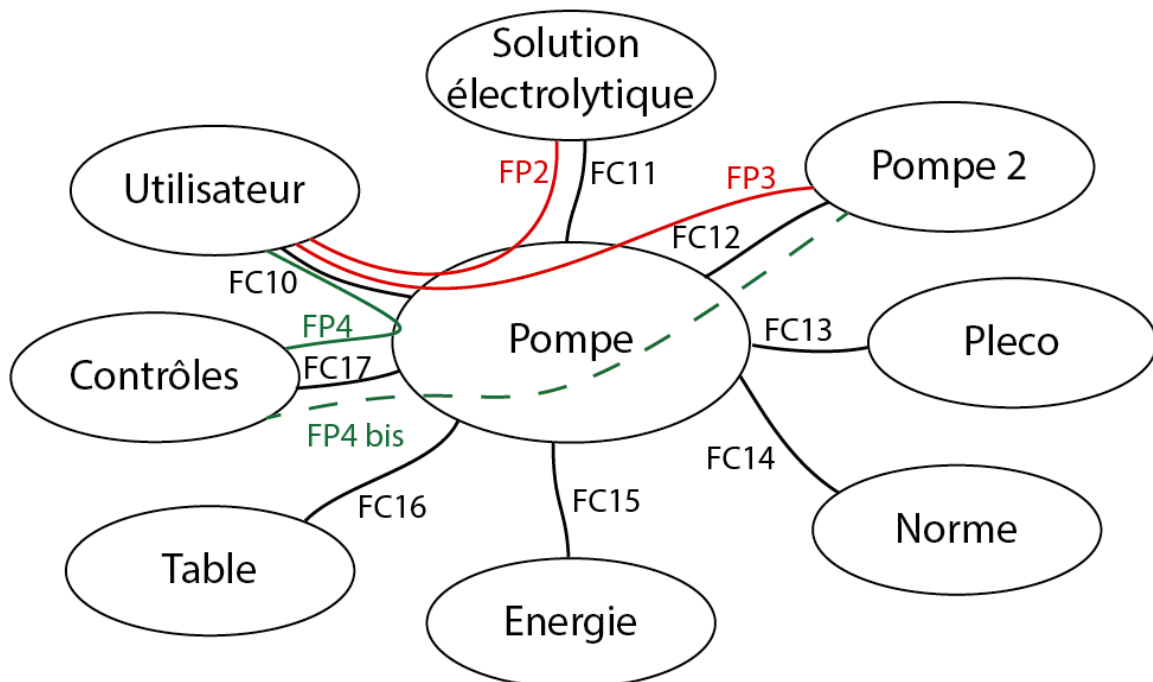 Solution
électrolytique
Utilisateur
FP2
FC11
FP3
Pompe 2
FC12
FC10
FP4
Pompe
FC13
Pleco
Contrôles
FC17
FP4 bis
FC14
FC16
FC15
Norme
Table
Energie